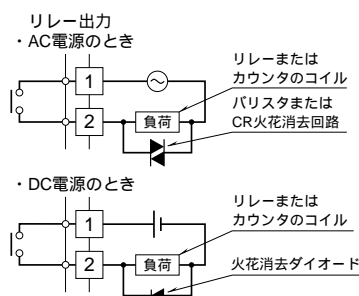 リレー出力
・AC電源のとき
1
リレーまたは
カウンタのコイル
2
負荷
バリスタまたは
CR火花消去回路
・DC電源のとき
1
リレーまたは
カウンタのコイル
2
負荷
火花消去ダイオード